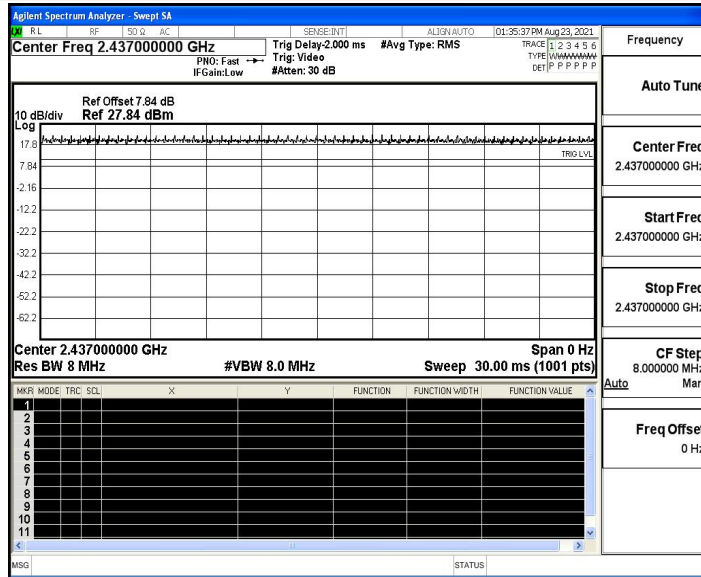 Agilent Spectrum Analyzer - Swept SA
RL RF 50 Ω AC SENSE:INT ALIGN AUTO 01:35:37 PM Aug 23, 2021
Center Freq 2.437000000 GHz
PNO: Fast
IFGain:Low
Trig Delay-2.000 ms
Trig: Video
#Atten: 30 dB
#Avg Type: RMS
TRACE 1 2 3 4 5 6
TYPE WWWWWW
DET P P P P P P
Ref Offset 7.84 dB
10 dB/div Ref 27.84 dBm
Log
17.8
TRIG LVL
7.84
-2.16
-12.2
-22.2
-32.2
-42.2
-52.2
-62.2
Center 2.437000000 GHz Span 0 Hz
Res BW 8 MHz #VBW 8.0 MHz Sweep 30.00 ms (1001 pts)
MKR MODE TRC SCL X Y FUNCTION FUNCTION WIDTH FUNCTION VALUE
1
2
3
4
5
6
7
8
9
10
11
MSG STATUS
Frequency
Auto Tune
Center Freq
2.437000000 GHz
Start Freq
2.437000000 GHz
Stop Freq
2.437000000 GHz
CF Step
8.000000 MHz
Auto Man
Freq Offset
0 Hz